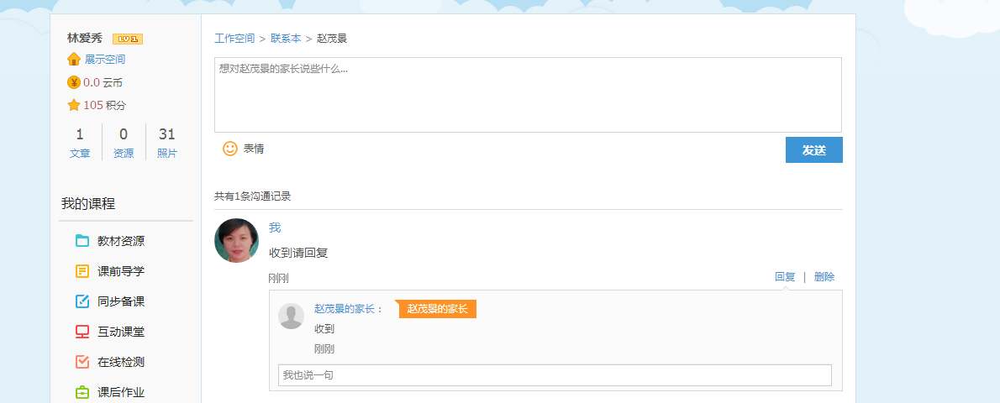 林爱秀 LV1
展示空间
0.0 云币
105 积分
1 0 31
文章 资源 照片
我的课程
教材资源
课前导学
同步备课
互动课堂
在线检测
课后作业
工作空间 > 联系本 > 赵茂景
想对赵茂景的家长说些什么...
表情
发送
共有1条沟通记录
我
收到请回复
刚刚
回复 | 删除
赵茂景的家长： 赵茂景的家长
收到
刚刚
我也说一句